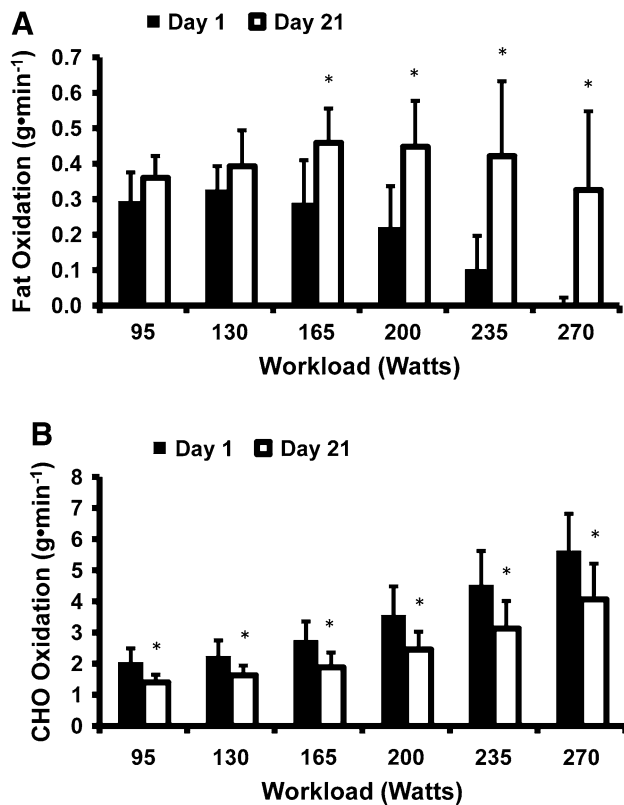 A
Day 1 Day 21
Fat Oxidation (g•min-1)
0.7
0.6
0.5
0.4
0.3
0.2
0.1
0.0
* * * *
95 130 165 200 235 270
Workload (Watts)
B
Day 1 Day 21
CHO Oxidation (g•min-1)
8
7
6
5
4
3
2
1
0
* * * * * *
95 130 165 200 235 270
Workload (Watts)